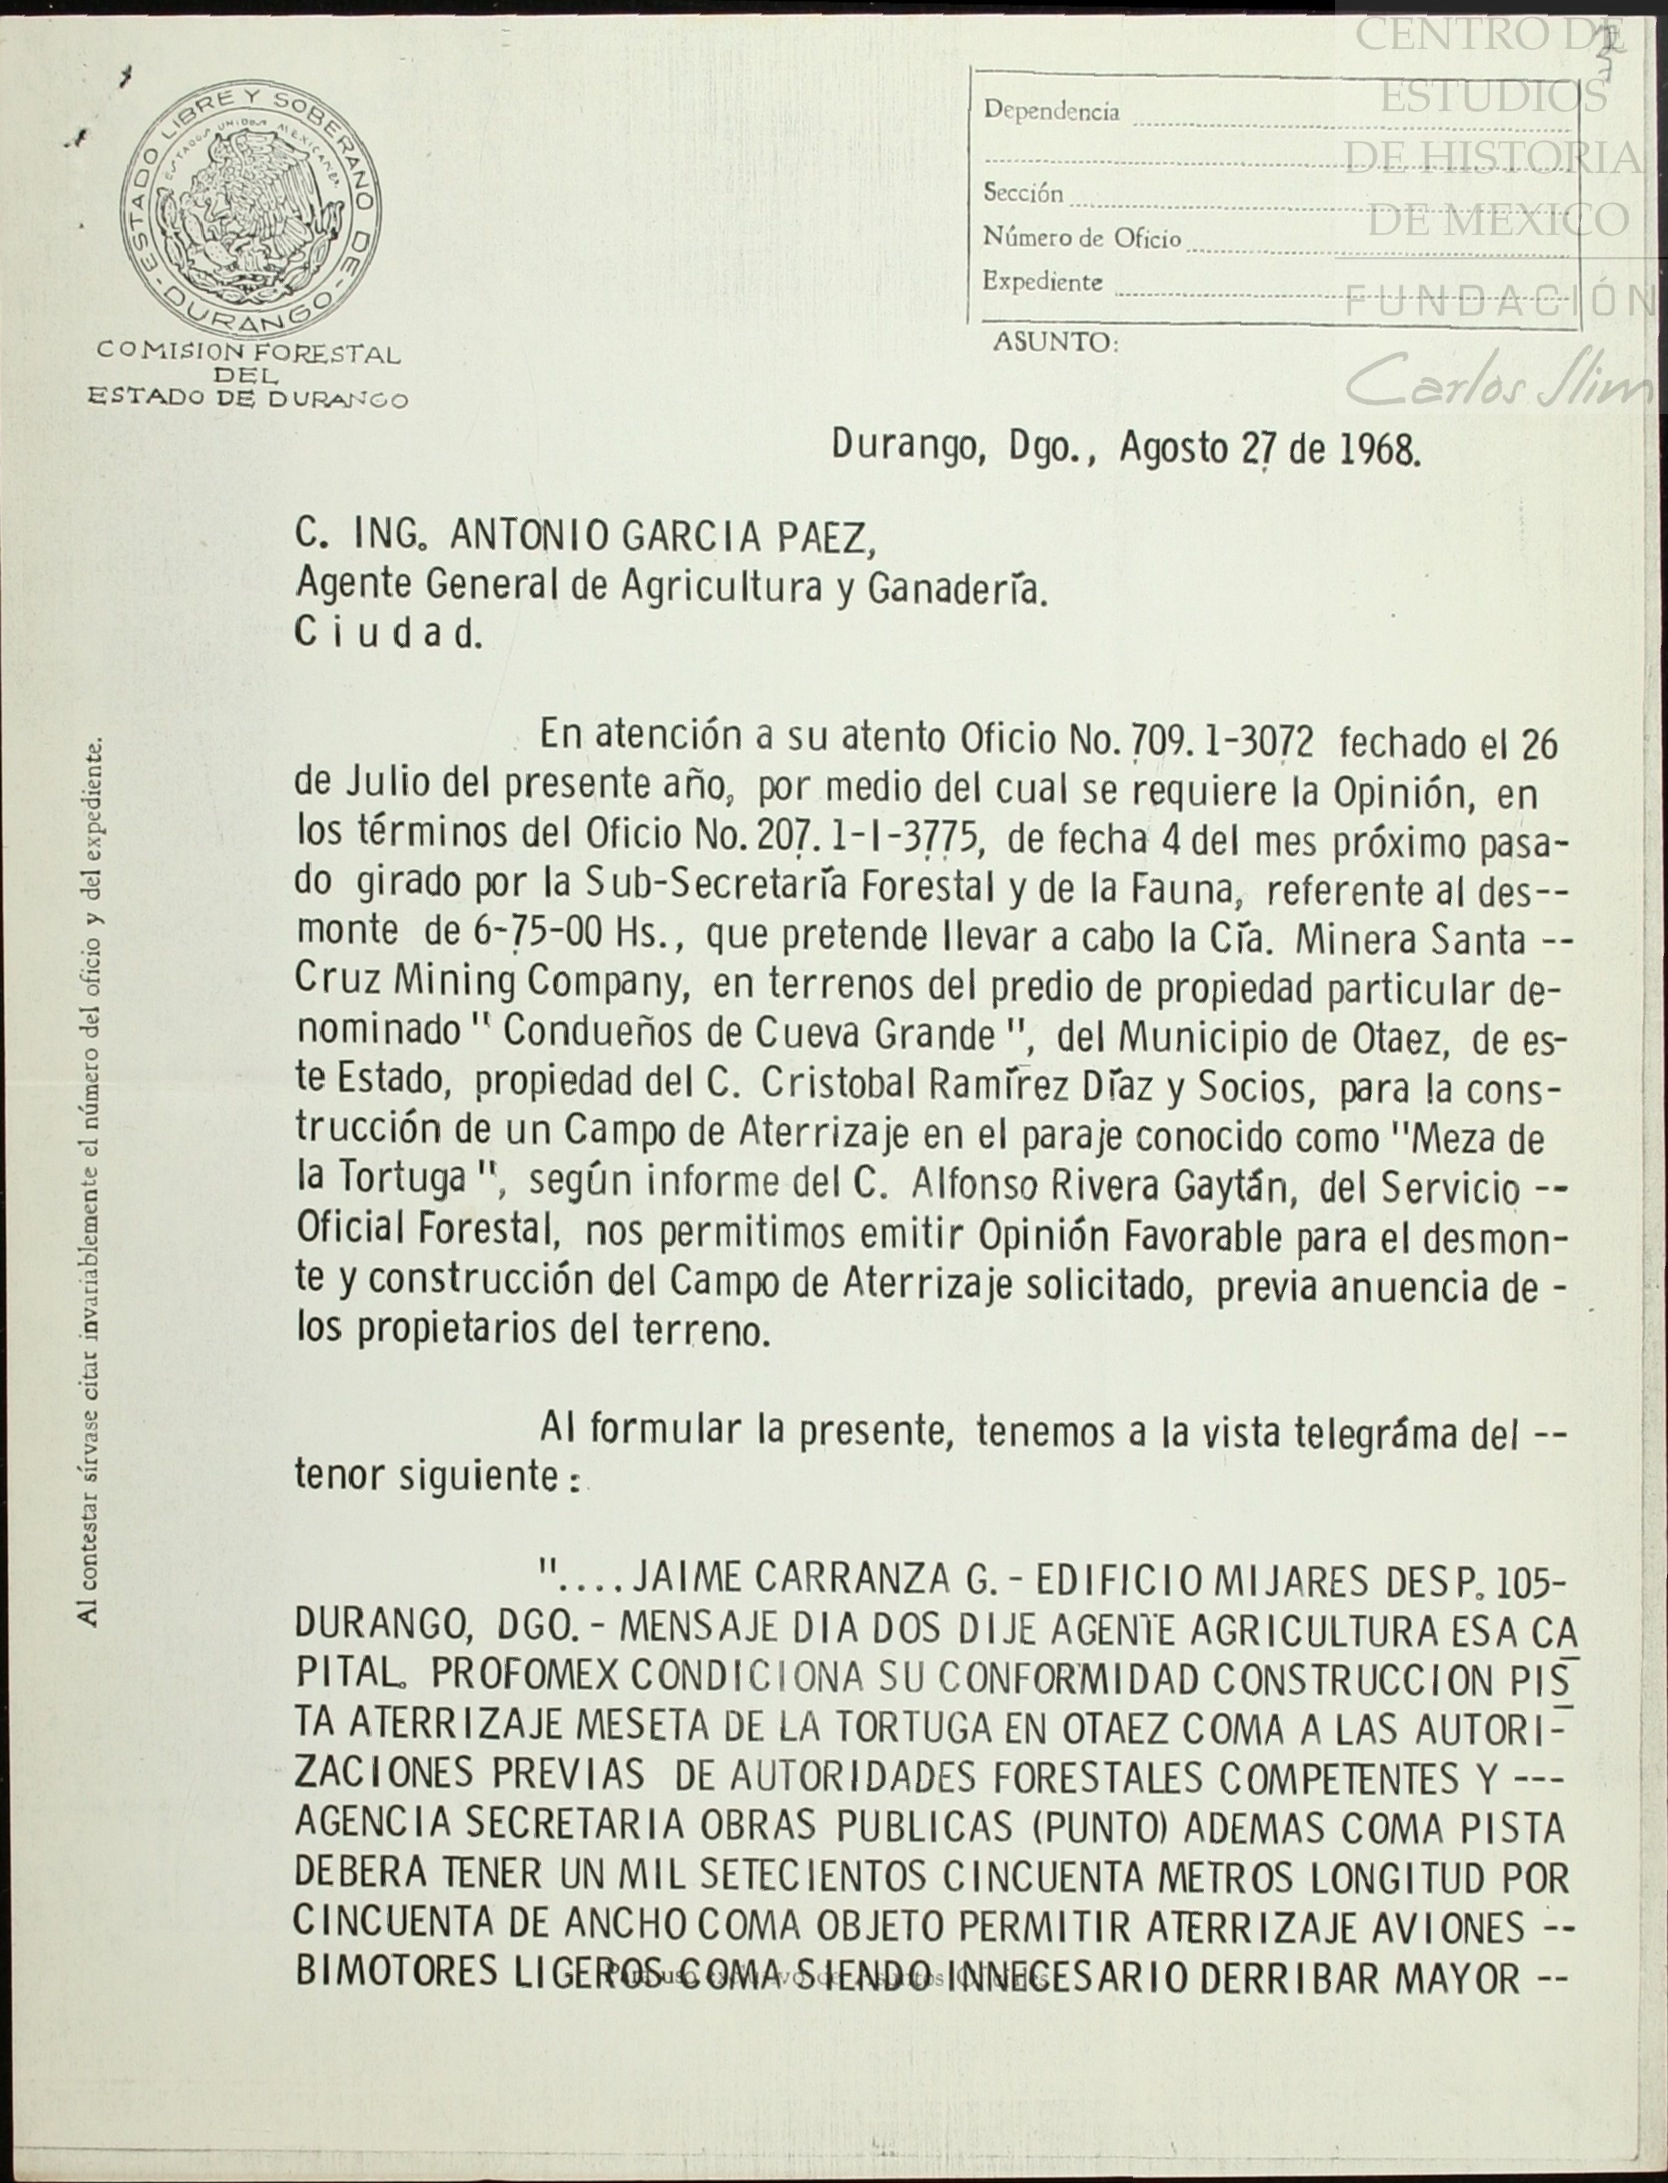 CENTRO DE
ESTUDIOS
DE HISTORIA
DE MEXICO
FUNDACIÓN
Carlos Slim
ESTADO LIBRE Y SOBERANO DE
-DURANGO-
ESTADOS UNIDOS MEXICANOS
COMISION FORESTAL
DEL
ESTADO DE DURANGO
Dependencia
Sección
Número de Oficio
Expediente
ASUNTO:
Durango, Dgo., Agosto 27 de 1968.
C. ING. ANTONIO GARCIA PAEZ,
Agente General de Agricultura y Ganadería.
C i u d a d.
En atención a su atento Oficio No. 709. 1-3072 fechado el 26
de Julio del presente año, por medio del cual se requiere la Opinión, en
los términos del Oficio No. 207. 1-I-3775, de fecha 4 del mes próximo pasa-
do girado por la Sub-Secretaría Forestal y de la Fauna, referente al des--
monte de 6-75-00 Hs., que pretende llevar a cabo la Cía. Minera Santa --
Cruz Mining Company, en terrenos del predio de propiedad particular de-
nominado " Condueños de Cueva Grande ", del Municipio de Otaez, de es-
te Estado, propiedad del C. Cristobal Ramírez Díaz y Socios, para la cons-
trucción de un Campo de Aterrizaje en el paraje conocido como "Meza de
la Tortuga ", según informe del C. Alfonso Rivera Gaytán, del Servicio --
Oficial Forestal, nos permitimos emitir Opinión Favorable para el desmon-
te y construcción del Campo de Aterrizaje solicitado, previa anuencia de -
los propietarios del terreno.
Al formular la presente, tenemos a la vista telegráma del --
tenor siguiente :
".... JAIME CARRANZA G. - EDIFICIO MIJARES DESP. 105-
DURANGO, DGO. - MENSAJE DIA DOS DIJE AGENTE AGRICULTURA ESA CA
PITAL. PROFOMEX CONDICIONA SU CONFORMIDAD CONSTRUCCION PIS
TA ATERRIZAJE MESETA DE LA TORTUGA EN OTAEZ COMA A LAS AUTORI-
ZACIONES PREVIAS DE AUTORIDADES FORESTALES COMPETENTES Y ---
AGENCIA SECRETARIA OBRAS PUBLICAS (PUNTO) ADEMAS COMA PISTA
DEBERA TENER UN MIL SETECIENTOS CINCUENTA METROS LONGITUD POR
CINCUENTA DE ANCHO COMA OBJETO PERMITIR ATERRIZAJE AVIONES --
BIMOTORES LIGEROS COMA SIENDO INNECESARIO DERRIBAR MAYOR --
Para uso exclusivo de Asuntos Oficiales
Al contestar sírvase citar invariablemente el número del oficio y del expediente.